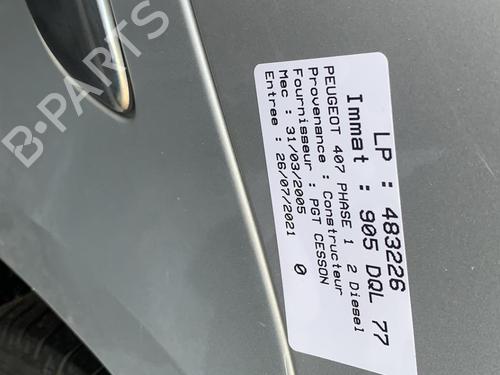 LP : 483226
Immat : 905 DQL 77
PEUGEOT 407 PHASE 1 2 Diesel
Provenance : Constructeur
Fournisseur : PGT CESSON
Mec : 31/03/2005 0
Entree : 26/07/2021
B-PARTS